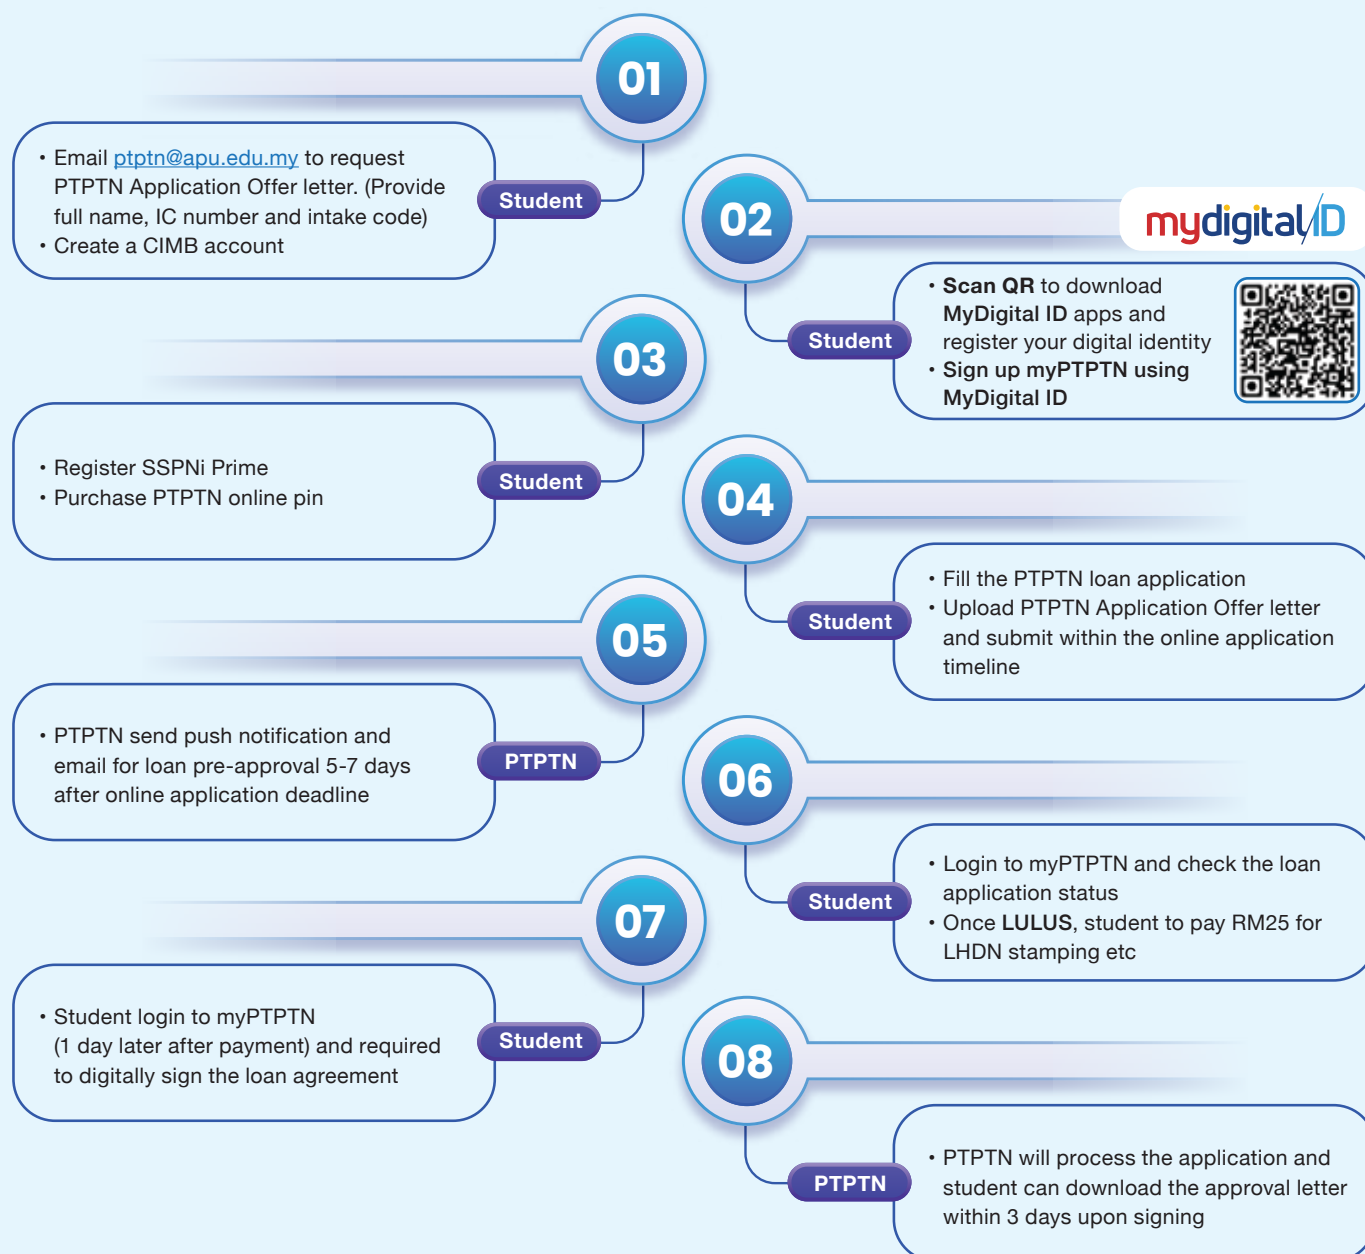 01
• Email ptptn@apu.edu.my to request
PTPTN Application Offer letter. (Provide
full name, IC number and intake code)
• Create a CIMB account
Student
02
mydigital ID
• Scan QR to download
MyDigital ID apps and
register your digital identity
• Sign up myPTPTN using
MyDigital ID
Student
03
• Register SSPNi Prime
• Purchase PTPTN online pin
Student
04
• Fill the PTPTN loan application
• Upload PTPTN Application Offer letter
and submit within the online application
timeline
Student
05
• PTPTN send push notification and
email for loan pre-approval 5-7 days
after online application deadline
PTPTN
06
• Login to myPTPTN and check the loan
application status
• Once LULUS, student to pay RM25 for
LHDN stamping etc
Student
07
• Student login to myPTPTN
(1 day later after payment) and required
to digitally sign the loan agreement
Student
08
• PTPTN will process the application and
student can download the approval letter
within 3 days upon signing
PTPTN